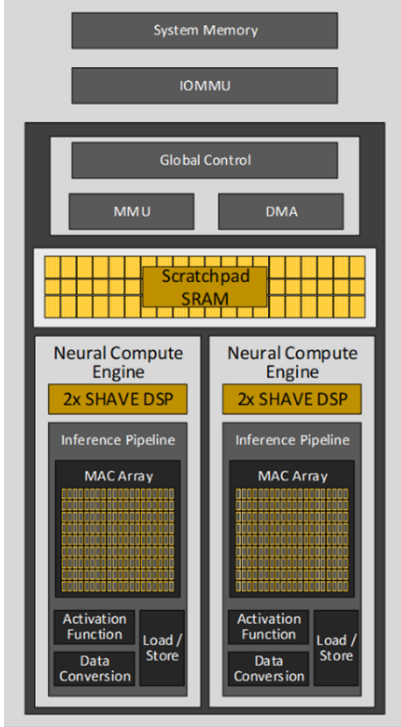 System Memory
IOMMU
Global Control
MMU
DMA
Scratchpad
SRAM
Neural Compute
Engine
2x SHAVE DSP
Inference Pipeline
MAC Array
Activation
Function
Data
Conversion
Load /
Store
Neural Compute
Engine
2x SHAVE DSP
Inference Pipeline
MAC Array
Activation
Function
Data
Conversion
Load /
Store